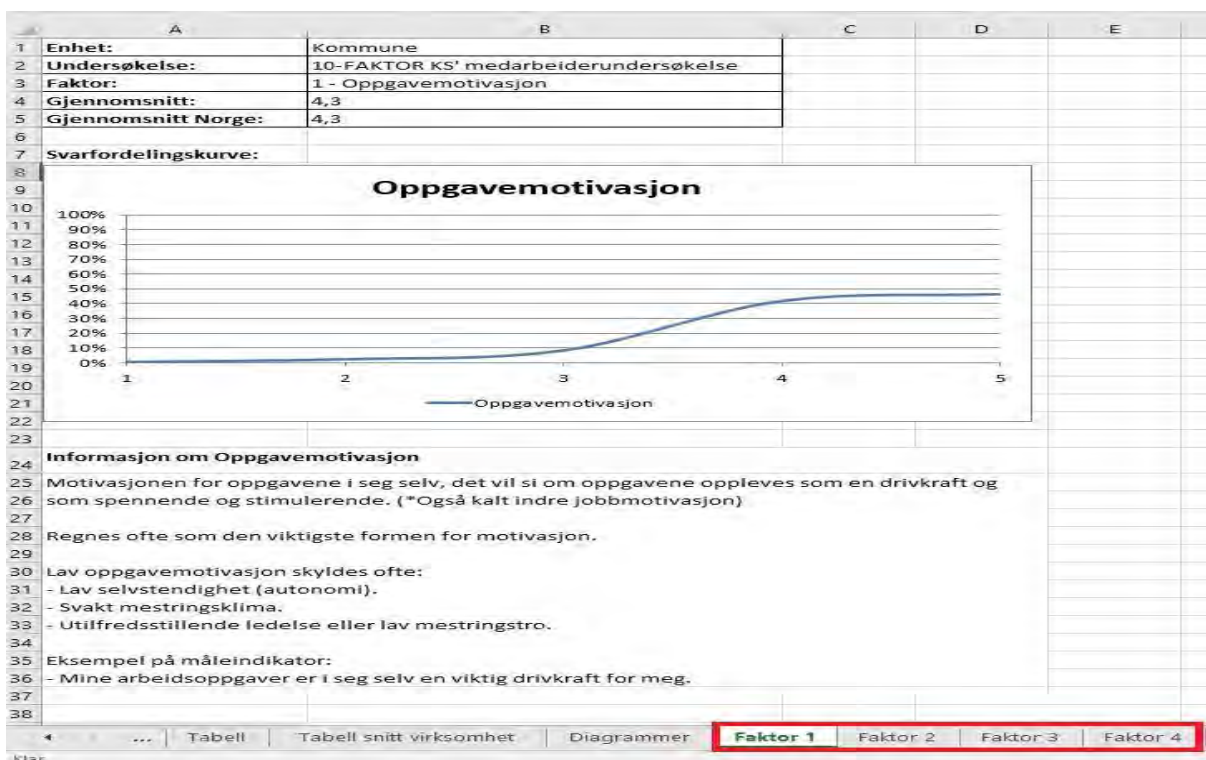 A B C D E
1 Enhet: Kommune
2 Undersøkelse: 10-FAKTOR KS' medarbeiderundersøkelse
3 Faktor: 1 - Oppgavemotivasjon
4 Gjennomsnitt: 4,3
5 Gjennomsnitt Norge: 4,3
6
7 Svarfordelingskurve:
8
9
10
11
12
13
14
15
16
17
18
19
20
21
22
Oppgavemotivasjon
100%
90%
80%
70%
60%
50%
40%
30%
20%
10%
0%
1 2 3 4 5
Oppgavemotivasjon
23
24 Informasjon om Oppgavemotivasjon
25 Motivasjonen for oppgavene i seg selv, det vil si om oppgavene oppleves som en drivkraft og
26 som spennende og stimulerende. (*Også kalt indre jobbmotivasjon)
27
28 Regnes ofte som den viktigste formen for motivasjon.
29
30 Lav oppgavemotivasjon skyldes ofte:
31 - Lav selvstendighet (autonomi).
32 - Svakt mestringsklima.
33 - Utilfredsstillende ledelse eller lav mestringstro.
34
35 Eksempel på måleindikator:
36 - Mine arbeidsoppgaver er i seg selv en viktig drivkraft for meg.
37
38
... Tabell Tabell snitt virksomhet Diagrammer Faktor 1 Faktor 2 Faktor 3 Faktor 4